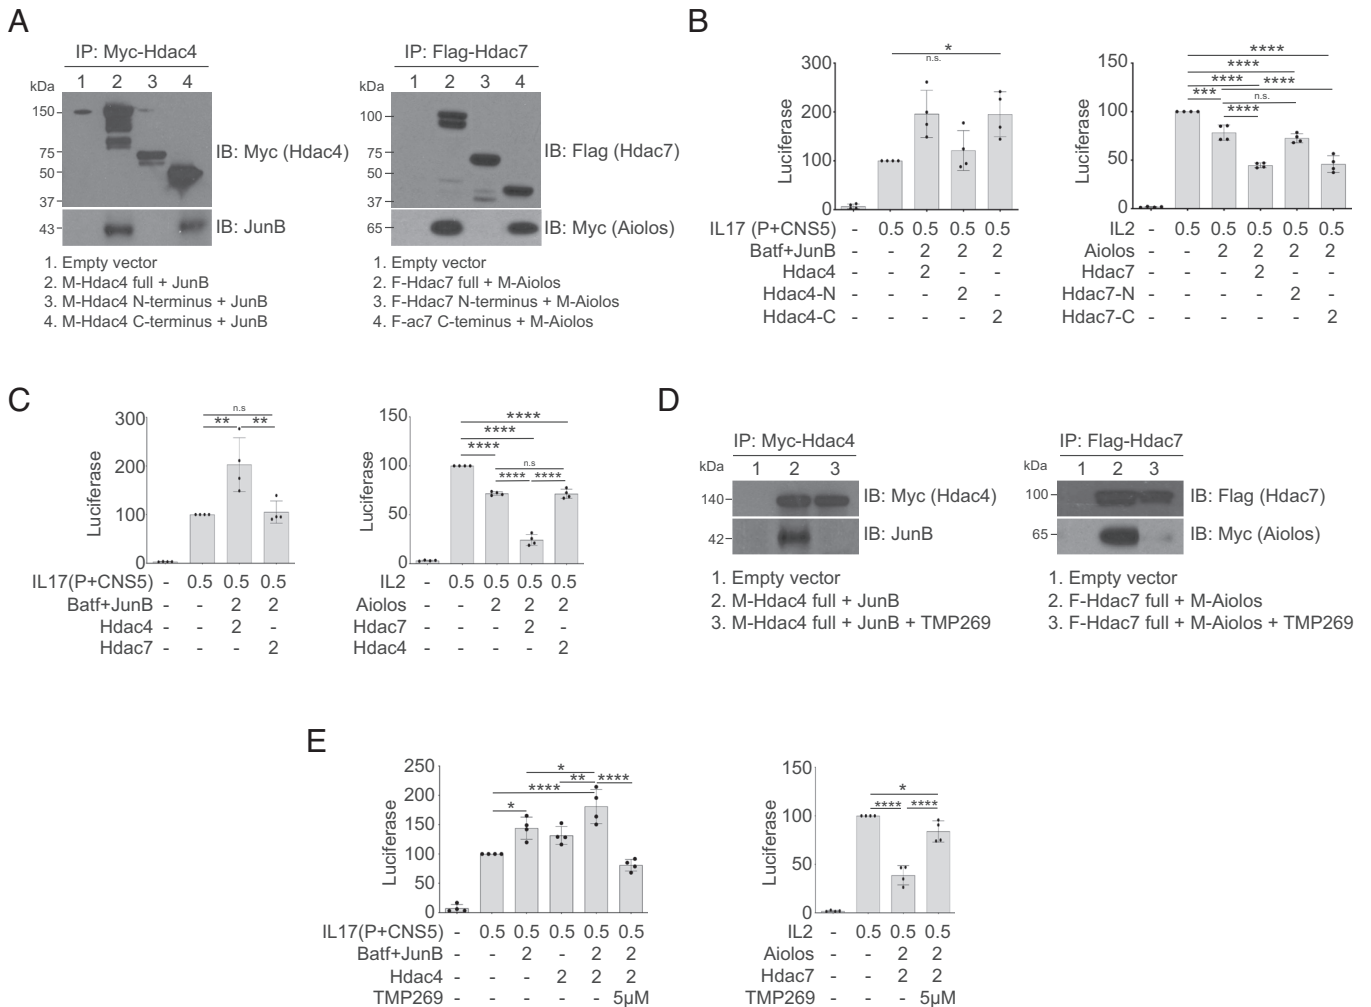 A
IP: Myc-Hdac4
kDa 1 2 3 4
150
75
50
37
IB: Myc (Hdac4)
43
IB: JunB
1. Empty vector
2. M-Hdac4 full + JunB
3. M-Hdac4 N-terminus + JunB
4. M-Hdac4 C-terminus + JunB
IP: Flag-Hdac7
kDa 1 2 3 4
100
75
50
37
IB: Flag (Hdac7)
65
IB: Myc (Aiolos)
1. Empty vector
2. F-Hdac7 full + M-Aiolos
3. F-Hdac7 N-terminus + M-Aiolos
4. F-ac7 C-teminus + M-Aiolos
B
*
n.s.
Luciferase
300
200
100
0
IL17 (P+CNS5) - 0.5 0.5 0.5 0.5
Batf+JunB - - 2 2 2
Hdac4 - - 2 - -
Hdac4-N - - - 2 -
Hdac4-C - - - - 2
****
****
**** ****
*** n.s.
****
Luciferase
150
100
50
0
IL2 - 0.5 0.5 0.5 0.5 0.5
Aiolos - - 2 2 2 2
Hdac7 - - - 2 - -
Hdac7-N - - - - 2 -
Hdac7-C - - - - - 2
C
n.s
** **
Luciferase
300
200
100
0
IL17(P+CNS5) - 0.5 0.5 0.5
Batf+JunB - - 2 2
Hdac4 - - 2 -
Hdac7 - - - 2
****
****
**** n.s
**** ****
Luciferase
150
100
50
0
IL2 - 0.5 0.5 0.5 0.5
Aiolos - - 2 2 2
Hdac7 - - - 2 -
Hdac4 - - - - 2
D
IP: Myc-Hdac4
kDa 1 2 3
140
IB: Myc (Hdac4)
42
IB: JunB
1. Empty vector
2. M-Hdac4 full + JunB
3. M-Hdac4 full + JunB + TMP269
IP: Flag-Hdac7
kDa 1 2 3
100
IB: Flag (Hdac7)
65
IB: Myc (Aiolos)
1. Empty vector
2. F-Hdac7 full + M-Aiolos
3. F-Hdac7 full + M-Aiolos + TMP269
E
*
** ****
****
*
Luciferase
250
200
150
100
50
0
IL17(P+CNS5) - 0.5 0.5 0.5 0.5 0.5
Batf+JunB - - 2 - 2 2
Hdac4 - - - 2 2 2
TMP269 - - - - - 5µM
*
**** ****
Luciferase
150
100
50
0
IL2 - 0.5 0.5 0.5
Aiolos - - 2 2
Hdac7 - - 2 2
TMP269 - - - 5µM